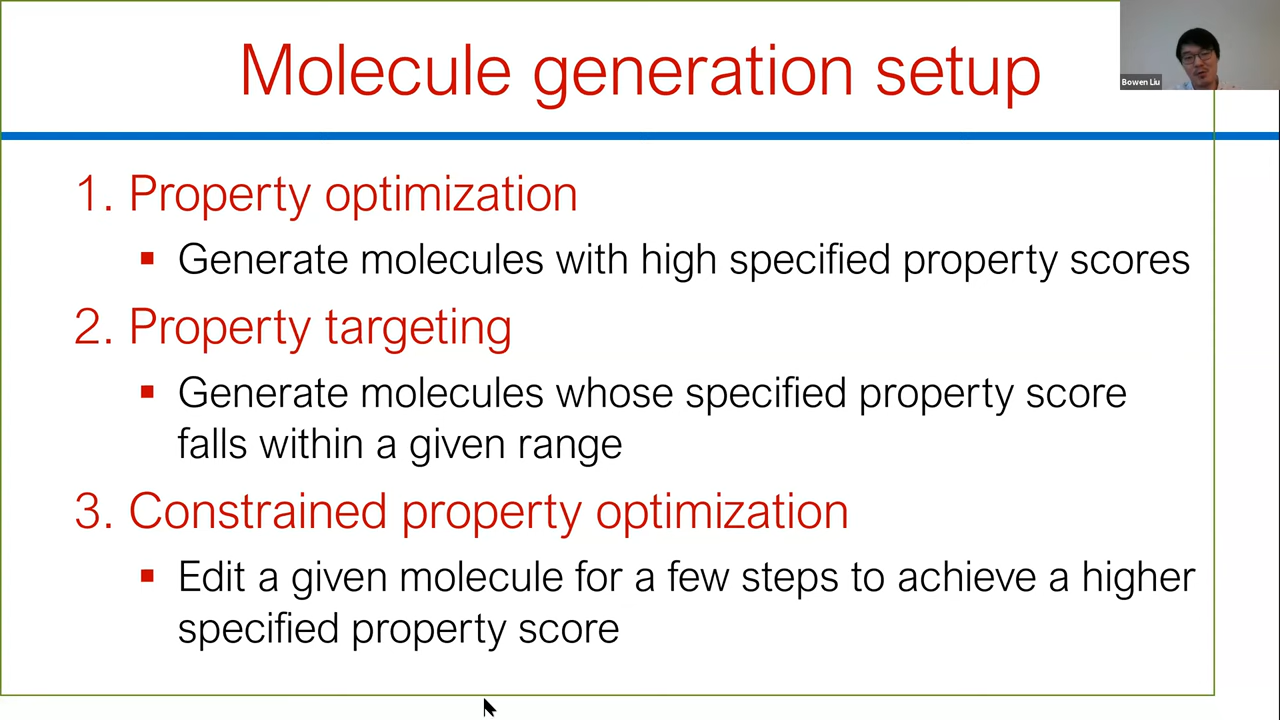 Molecule generation setup
Bowen Liu
1. Property optimization
▪ Generate molecules with high specified property scores
2. Property targeting
▪ Generate molecules whose specified property score
falls within a given range
3. Constrained property optimization
▪ Edit a given molecule for a few steps to achieve a higher
specified property score